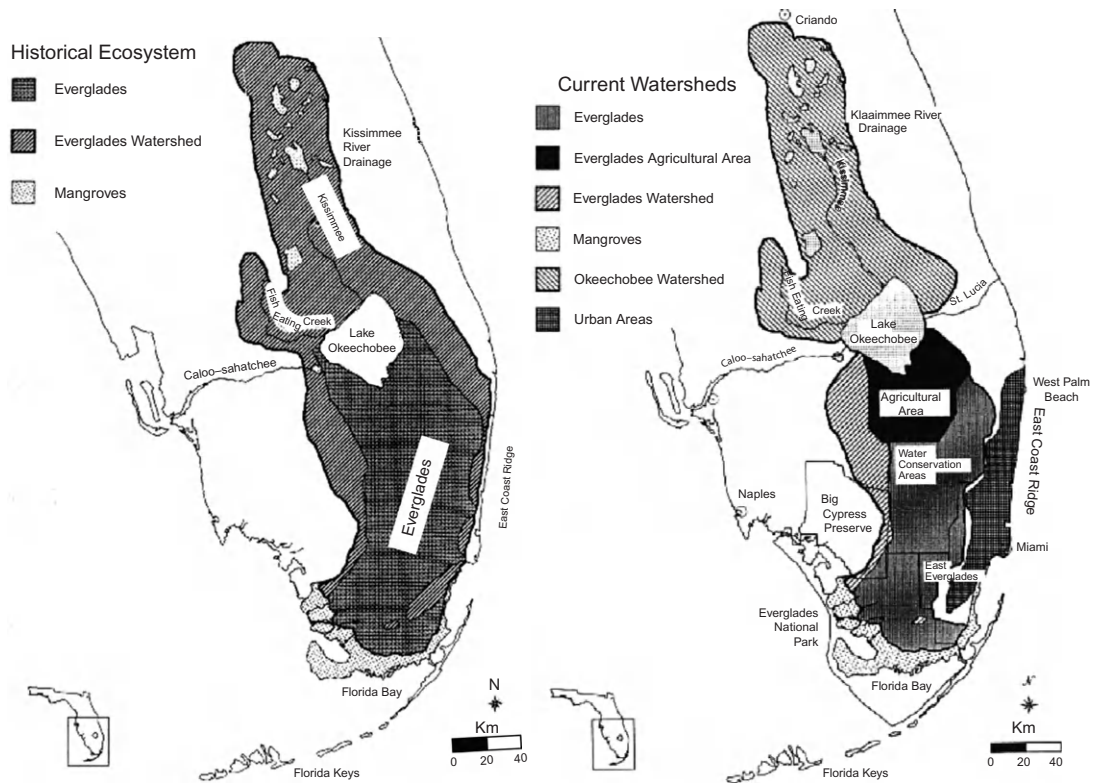 Historical Ecosystem
Everglades
Everglades Watershed
Mangroves
Kissimmee
River
Drainage
Kissimmee
Fish
Eating
Creek
Lake
Okeechobee
Caloo–sahatchee
Everglades
East Coast Ridge
Florida Bay
N
Km
0
20
40
Florida Keys
Criando
Current Watersheds
Everglades
Everglades Agricultural Area
Everglades Watershed
Mangroves
Okeechobee Watershed
Urban Areas
Klaaimmee River
Drainage
Kissimmee
Fish Eating
Creek
St. Lucia
Lake
Okeechobee
Caloo-sahatchee
West Palm
Beach
Agricultural
Area
East Coast Ridge
Water
Conservation
Areas
Naples
Big
Cypress
Preserve
Miami
East
Everglades
Everglades
National
Park
Florida Bay
N
Km
0
20
40
Florida Keys